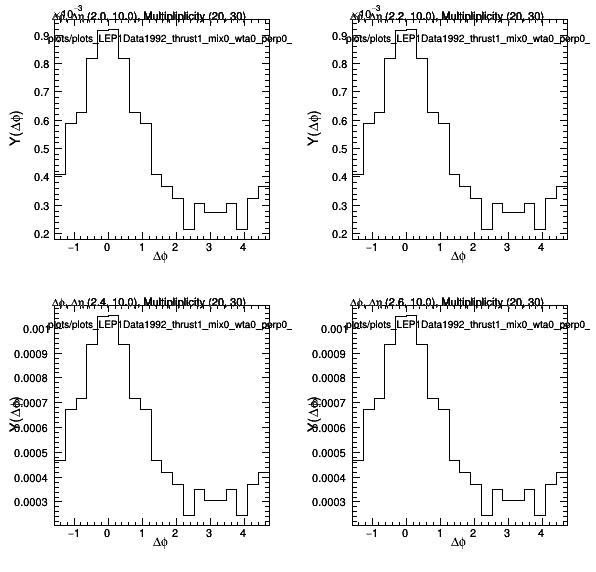 ×10⁻³
Δϕ, Δη (2.0, 10.0), Multipliplicity (20, 30)
plots/plots_LEP1Data1992_thrust1_mix0_wta0_perp0_
Y(Δϕ)
0.9
0.8
0.7
0.6
0.5
0.4
0.3
0.2
−1 0 1 2 3 4
Δϕ
×10⁻³
Δϕ, Δη (2.2, 10.0), Multipliplicity (20, 30)
plots/plots_LEP1Data1992_thrust1_mix0_wta0_perp0_
Y(Δϕ)
0.9
0.8
0.7
0.6
0.5
0.4
0.3
0.2
−1 0 1 2 3 4
Δϕ
Δϕ, Δη (2.4, 10.0), Multipliplicity (20, 30)
plots/plots_LEP1Data1992_thrust1_mix0_wta0_perp0_
Y(Δϕ)
0.001
0.0009
0.0008
0.0007
0.0006
0.0005
0.0004
0.0003
−1 0 1 2 3 4
Δϕ
Δϕ, Δη (2.6, 10.0), Multipliplicity (20, 30)
plots/plots_LEP1Data1992_thrust1_mix0_wta0_perp0_
Y(Δϕ)
0.001
0.0009
0.0008
0.0007
0.0006
0.0005
0.0004
0.0003
−1 0 1 2 3 4
Δϕ